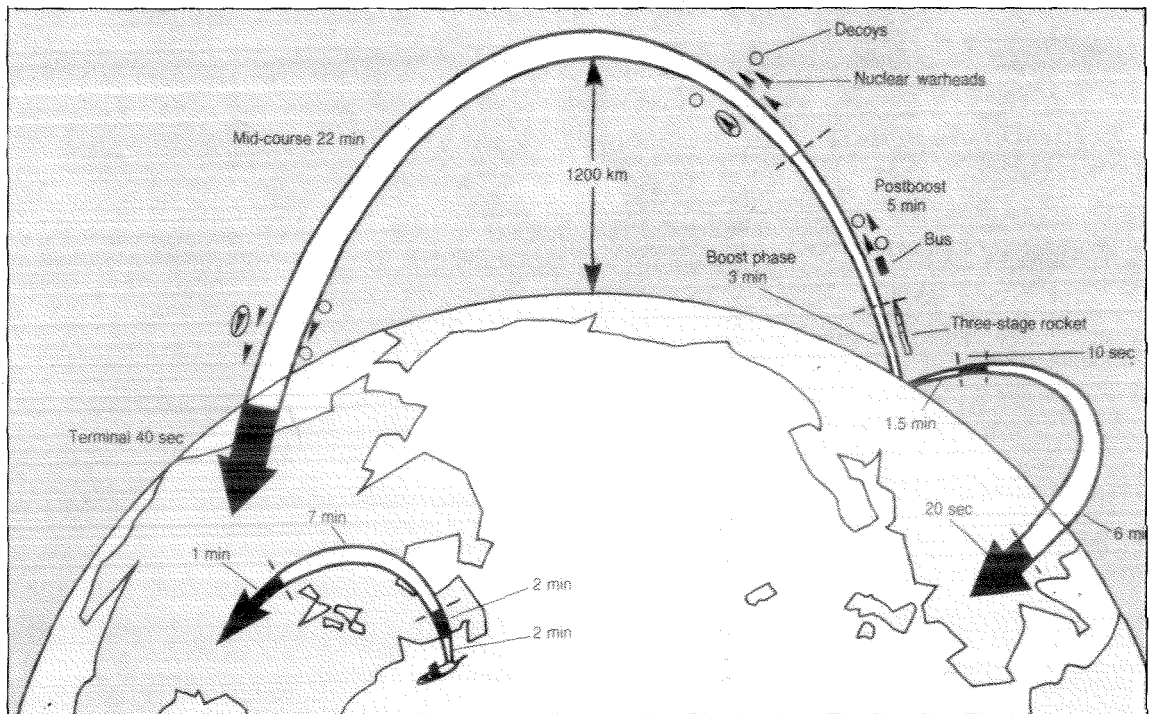 Decoys
Nuclear warheads
Mid-course 22 min
1200 km
Postboost
5 min
Bus
Boost phase
3 min
Three-stage rocket
10 sec
1.5 min
Terminal 40 sec
20 sec
7 min
6
1 min
2 min
2 min